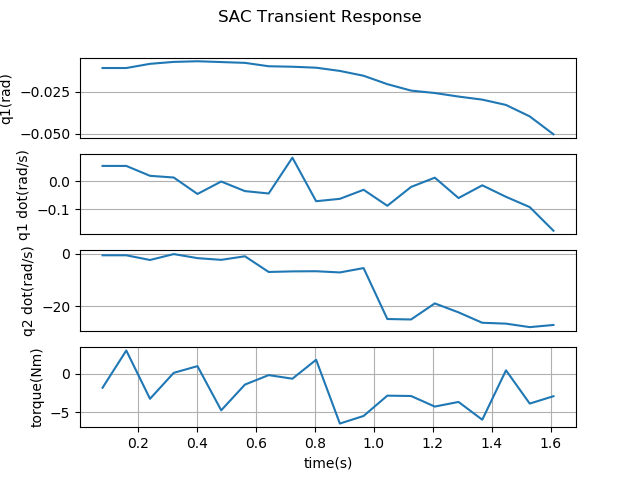 SAC Transient Response
q1(rad)
−0.025
−0.050
q1 dot(rad/s)
0.0
−0.1
q2 dot(rad/s)
0
−20
torque(Nm)
0
−5
0.2 0.4 0.6 0.8 1.0 1.2 1.4 1.6
time(s)